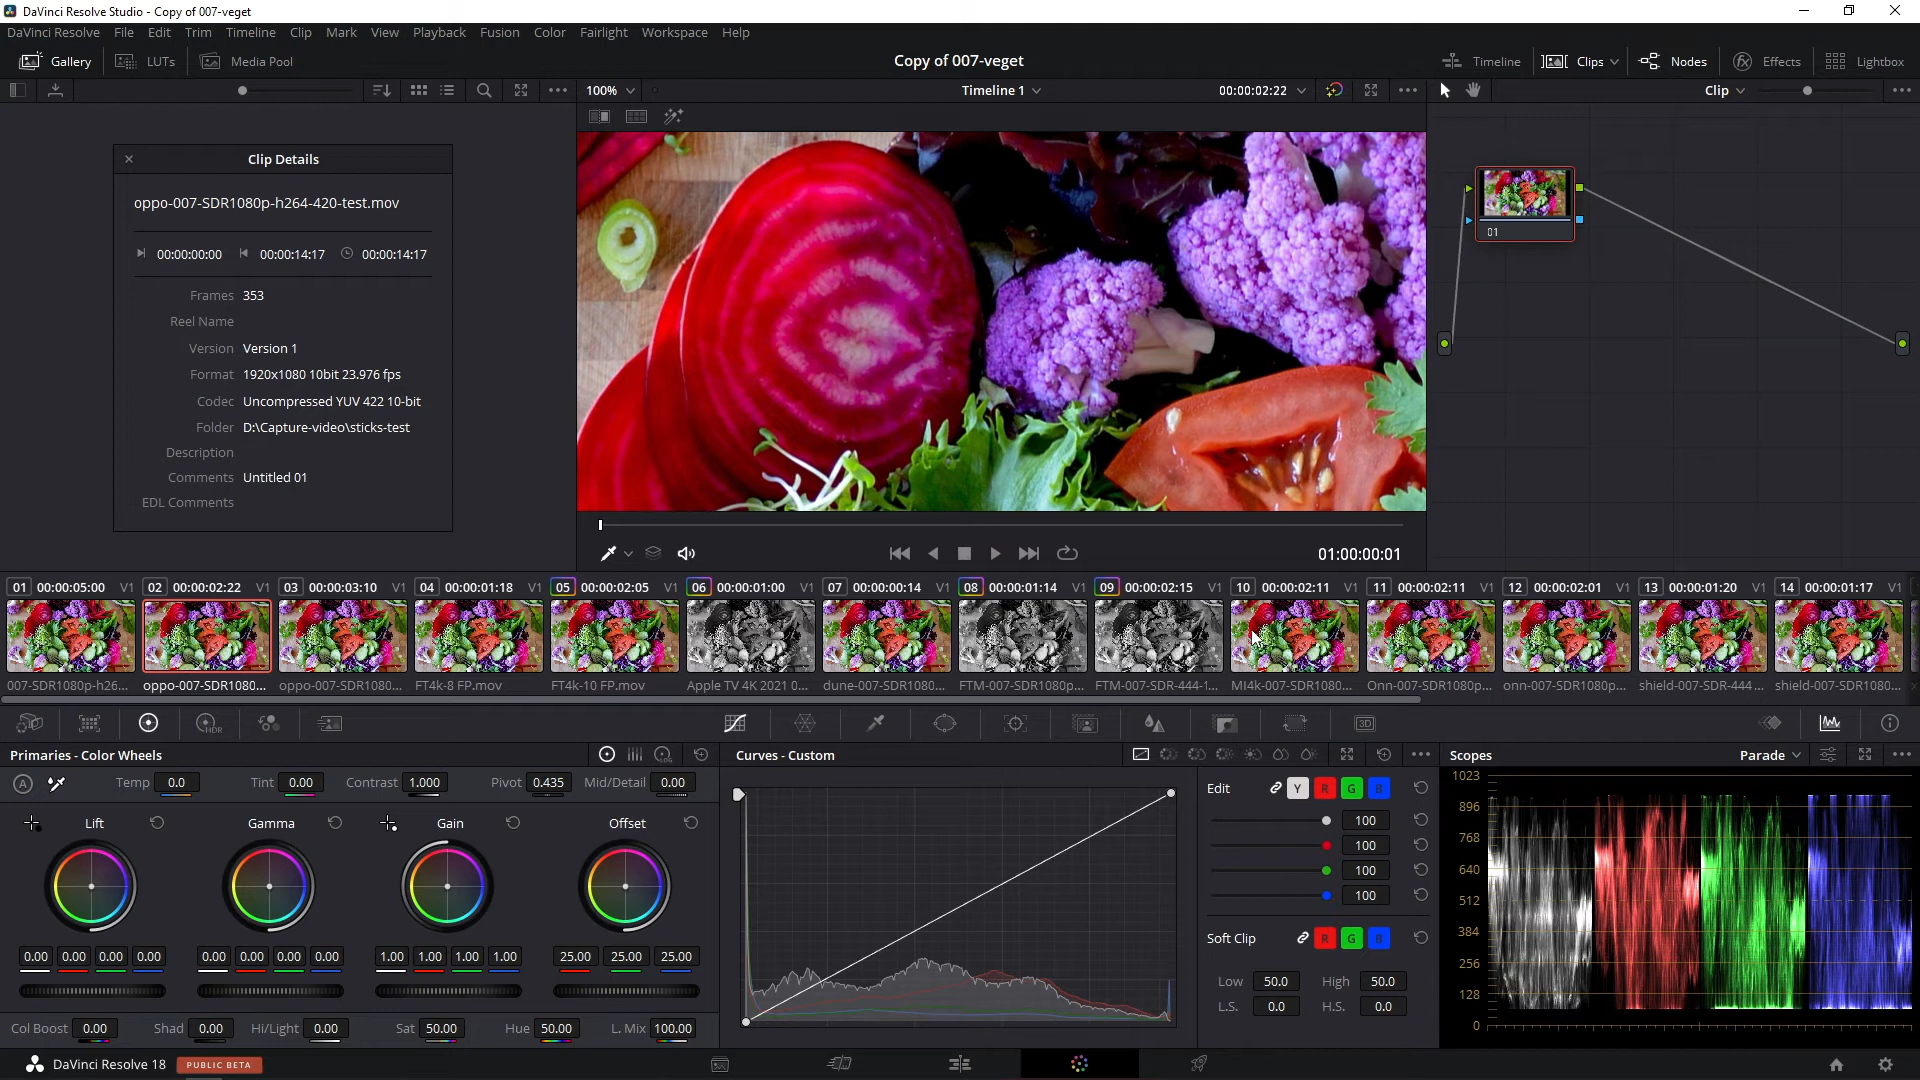 DaVinci Resolve Studio - Copy of 007-veget
DaVinci Resolve File Edit Trim Timeline Clip Mark View Playback Fusion Color Fairlight Workspace Help
Gallery LUTs Media Pool Copy of 007-veget Timeline Clips Nodes Effects Lightbox
100% Timeline 1 00:00:02:22 Clip
Clip Details
oppo-007-SDR1080p-h264-420-test.mov
00:00:00:00 00:00:14:17 00:00:14:17
Frames 353
Reel Name
Version Version 1
Format 1920x1080 10bit 23.976 fps
Codec Uncompressed YUV 422 10-bit
Folder D:\Capture-video\sticks-test
Description
Comments Untitled 01
EDL Comments
01
01:00:00:01
01 00:00:05:00 V1 02 00:00:02:22 V1 03 00:00:03:10 V1 04 00:00:01:18 V1 05 00:00:02:05 V1 06 00:00:01:00 V1 07 00:00:00:14 V1 08 00:00:01:14 V1 09 00:00:02:15 V1 10 00:00:02:11 V1 11 00:00:02:11 V1 12 00:00:02:01 V1 13 00:00:01:20 V1 14 00:00:01:17 V1
007-SDR1080p-h26... oppo-007-SDR1080... oppo-007-SDR1080... FT4k-8 FP.mov FT4k-10 FP.mov Apple TV 4K 2021 0... dune-007-SDR1080... FTM-007-SDR1080p... FTM-007-SDR-444-1... MI4k-007-SDR1080... Onn-007-SDR1080p... onn-007-SDR1080p... shield-007-SDR-444 ... shield-007-SDR1080...
HDR 3D
Primaries - Color Wheels LOG Curves - Custom Scopes Parade
A Temp 0.0 Tint 0.00 Contrast 1.000 Pivot 0.435 Mid/Detail 0.00
Lift Gamma Gain Offset
0.00 0.00 0.00 0.00 0.00 0.00 0.00 0.00 1.00 1.00 1.00 1.00 25.00 25.00 25.00
Col Boost 0.00 Shad 0.00 Hi/Light 0.00 Sat 50.00 Hue 50.00 L. Mix 100.00
Edit Y R G B
100
100
100
100
Soft Clip R G B
Low 50.0 High 50.0
L.S. 0.0 H.S. 0.0
1023
896
768
640
512
384
256
128
0
DaVinci Resolve 18 PUBLIC BETA